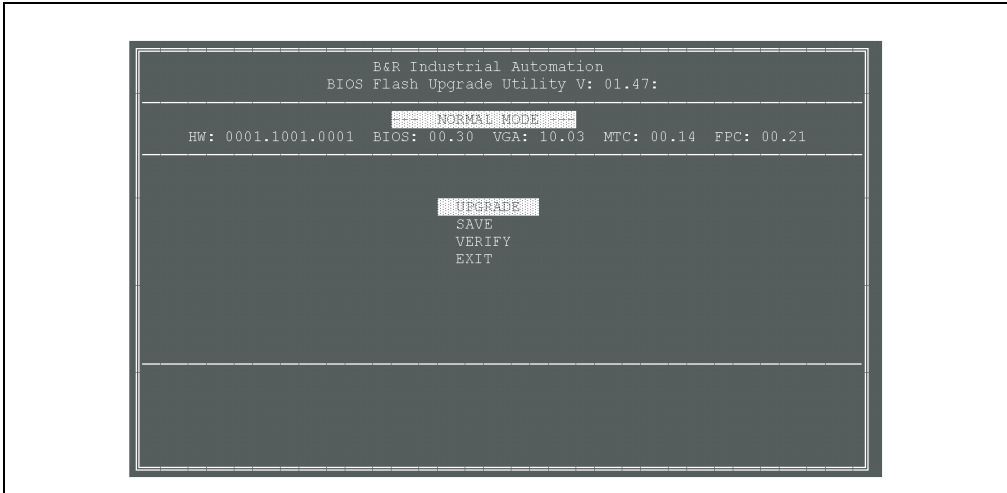 B&R Industrial Automation
BIOS Flash Upgrade Utility V: 01.47:
--- NORMAL MODE ---
HW: 0001.1001.0001 BIOS: 00.30 VGA: 10.03 MTC: 00.14 FPC: 00.21
UPGRADE
SAVE
VERIFY
EXIT